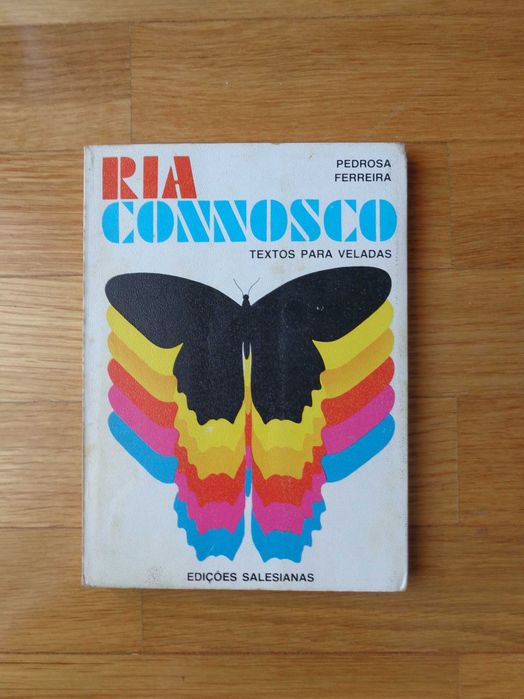 RIA
CONNOSCO
PEDROSA
FERREIRA
TEXTOS PARA VELADAS
EDIÇÕES SALESIANAS